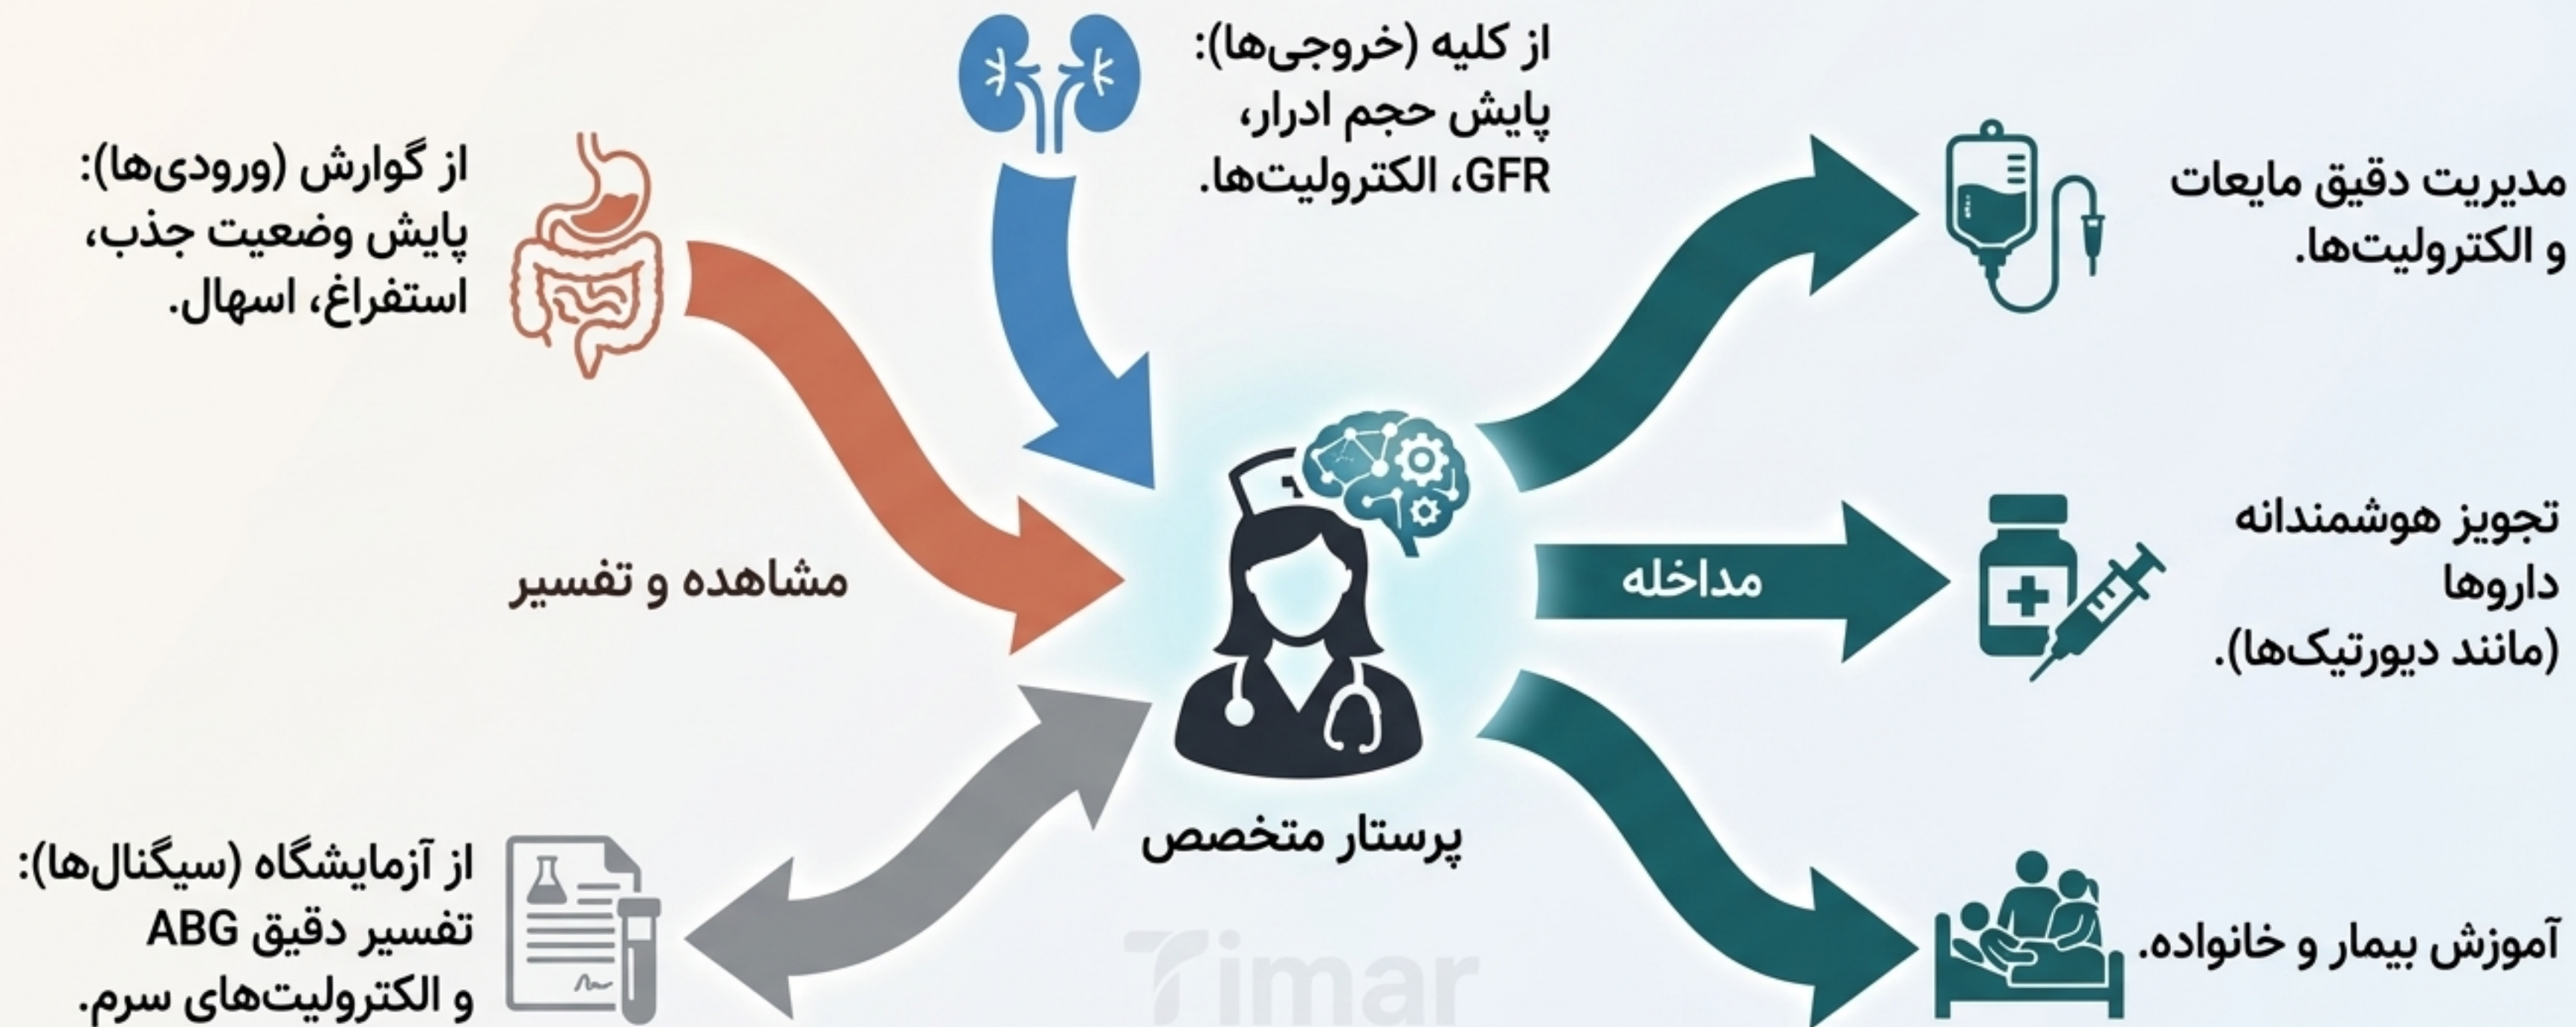 از کلیه (خروجی‌ها):
پایش حجم ادرار،
GFR، الکترولیت‌ها.
از گوارش (ورودی‌ها):
پایش وضعیت جذب،
استفراغ، اسهال.
مشاهده و تفسیر
از آزمایشگاه (سیگنال‌ها):
تفسیر دقیق ABG
و الکترولیت‌های سرم.
پرستار متخصص
مداخله
مدیریت دقیق مایعات
و الکترولیت‌ها.
تجویز هوشمندانه
داروها
(مانند دیورتیک‌ها).
آموزش بیمار و خانواده.
Timar